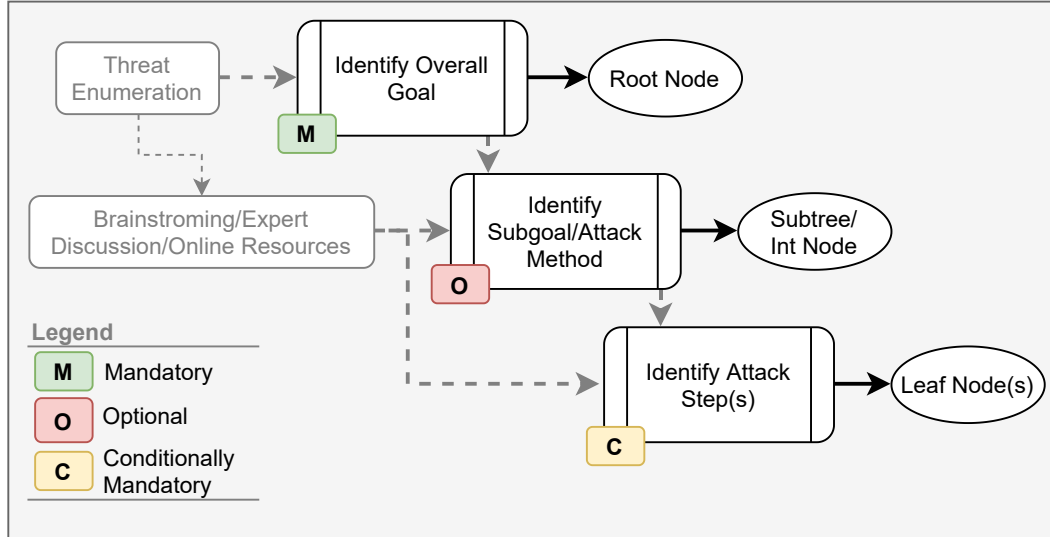 Threat
Enumeration
Identify Overall
Goal
Root Node
M
Brainstroming/Expert
Discussion/Online Resources
Identify
Subgoal/Attack
Method
Subtree/
Int Node
O
Identify Attack
Step(s)
Leaf Node(s)
C
Legend
M Mandatory
O Optional
C Conditionally
Mandatory